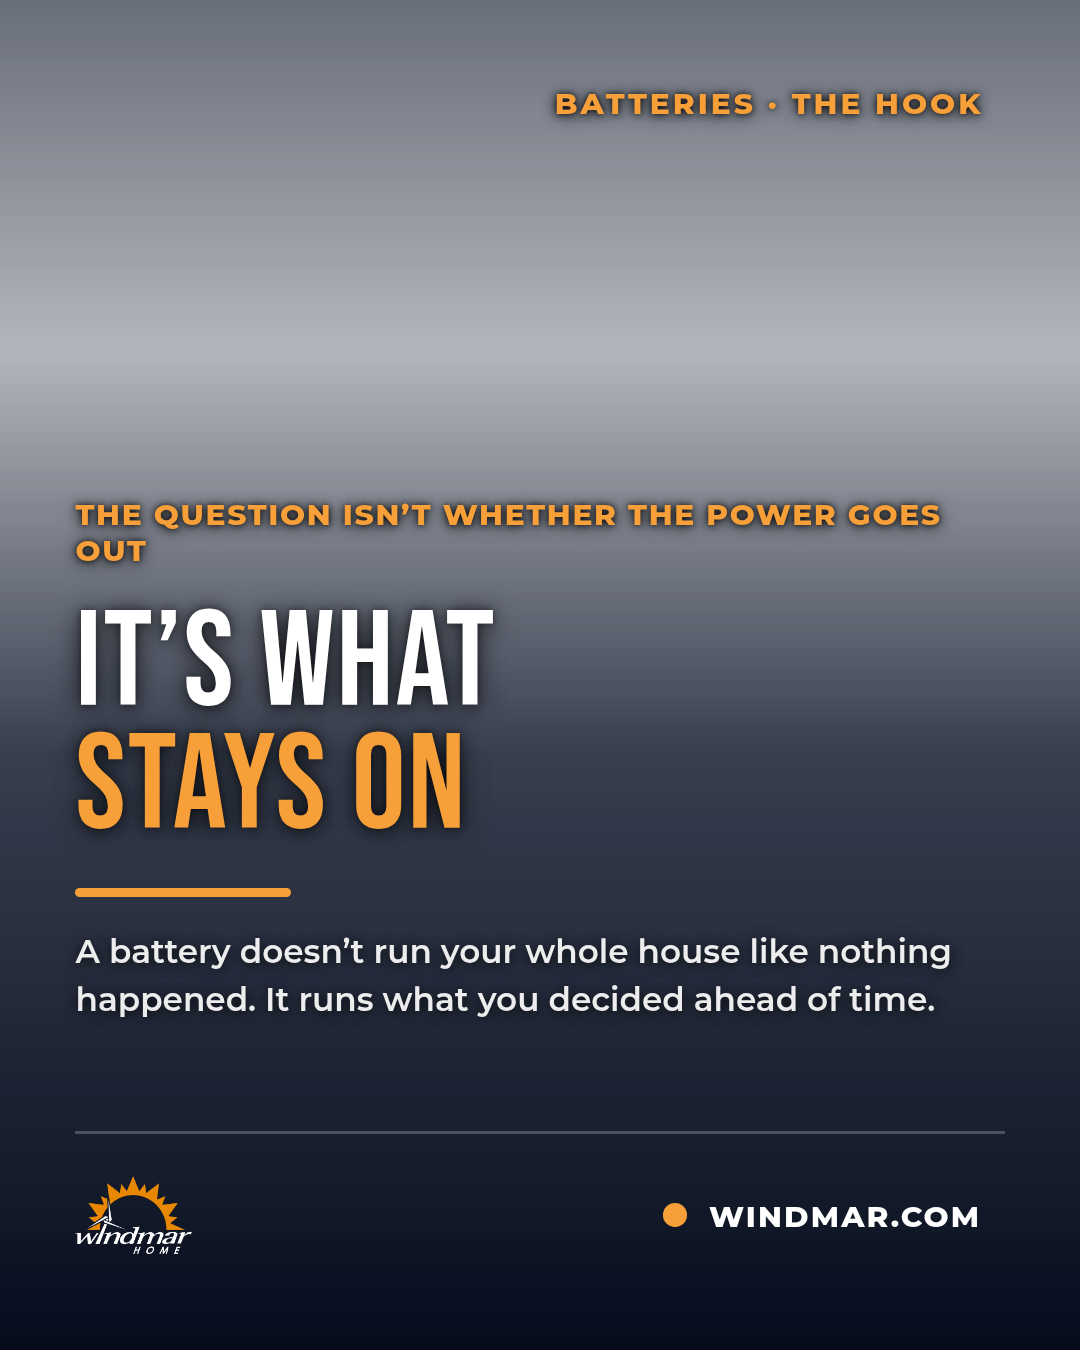 BATTERIES · THE HOOK
THE QUESTION ISN’T WHETHER THE POWER GOES
OUT
IT’S WHAT
STAYS ON
A battery doesn’t run your whole house like nothing
happened. It runs what you decided ahead of time.
windmar
HOME
WINDMAR.COM